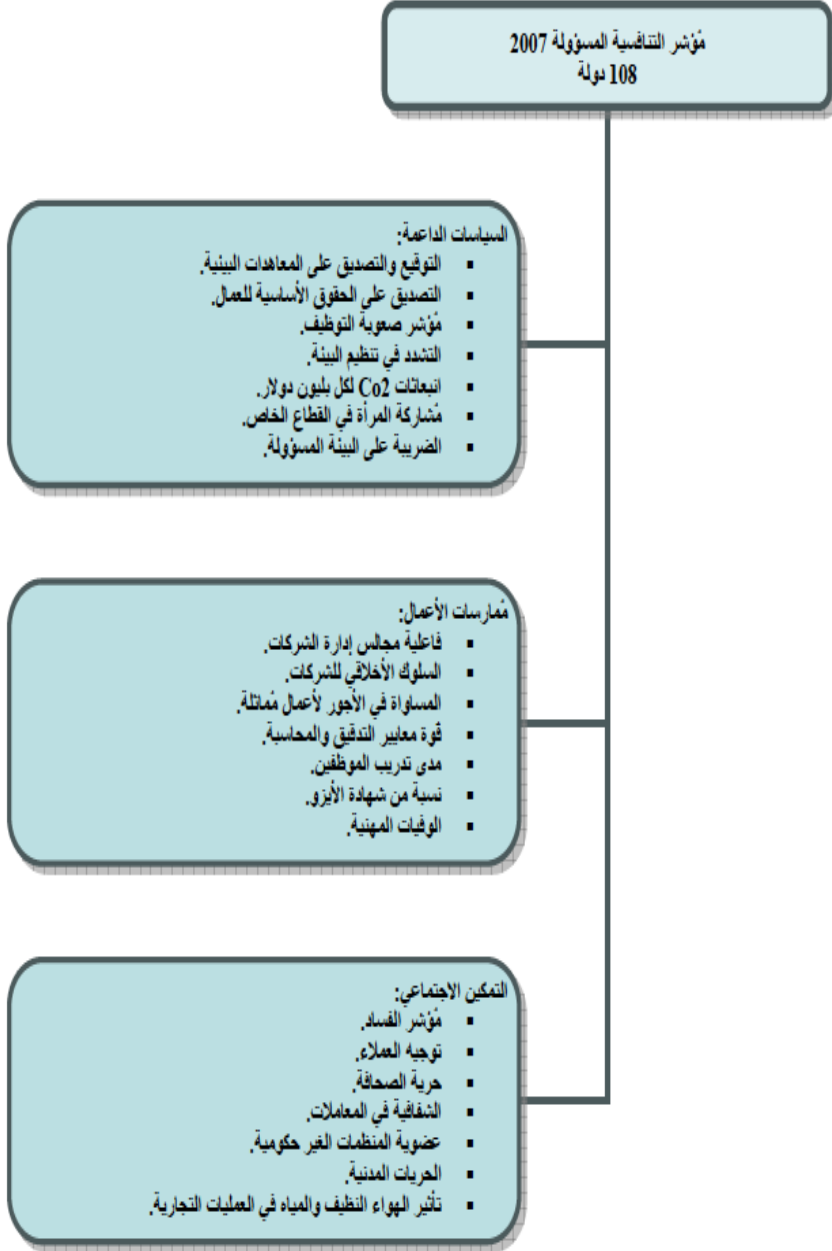 مُؤشر التنافسية المسؤولة 2007
108 دولة
السياسات الداعمة:
▪ التوقيع والتصديق على المعاهدات البيئية.
▪ التصديق على الحقوق الأساسية للعمال.
▪ مُؤشر صعوبة التوظيف.
▪ التشدد في تنظيم البيئة.
▪ انبعاثات Co2 لكل بليون دولار.
▪ مُشاركة المرأة في القطاع الخاص.
▪ الضريبة على البيئة المسؤولة.
مُمارسات الأعمال:
▪ فاعلية مجالس إدارة الشركات.
▪ السلوك الأخلاقي للشركات.
▪ المساواة في الأجور لأعمال مُماثلة.
▪ قُوة معايير التدقيق والمحاسبة.
▪ مدى تدريب الموظفين.
▪ نسبة من شهادة الأيزو.
▪ الوفيات المهنية.
التمكين الاجتماعي:
▪ مُؤشر الفساد.
▪ توجيه العملاء.
▪ حرية الصحافة.
▪ الشفافية في المعاملات.
▪ عضوية المنظمات الغير حكومية.
▪ الحريات المدنية.
▪ تأثير الهواء النظيف والمياه في العمليات التجارية.